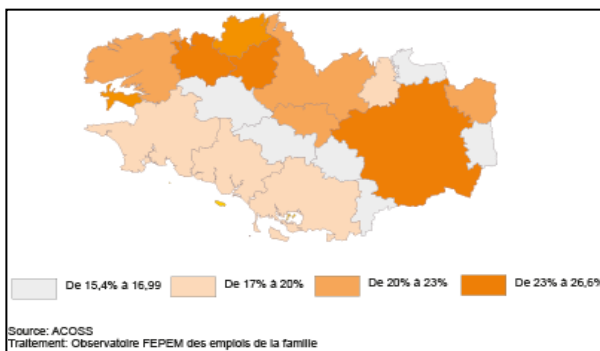 De 15,4% à 16,99 De 17% à 20% De 20% à 23% De 23% à 26,6%
Source: ACOSS
Traitement: Observatoire FEPEM des emplois de la famille